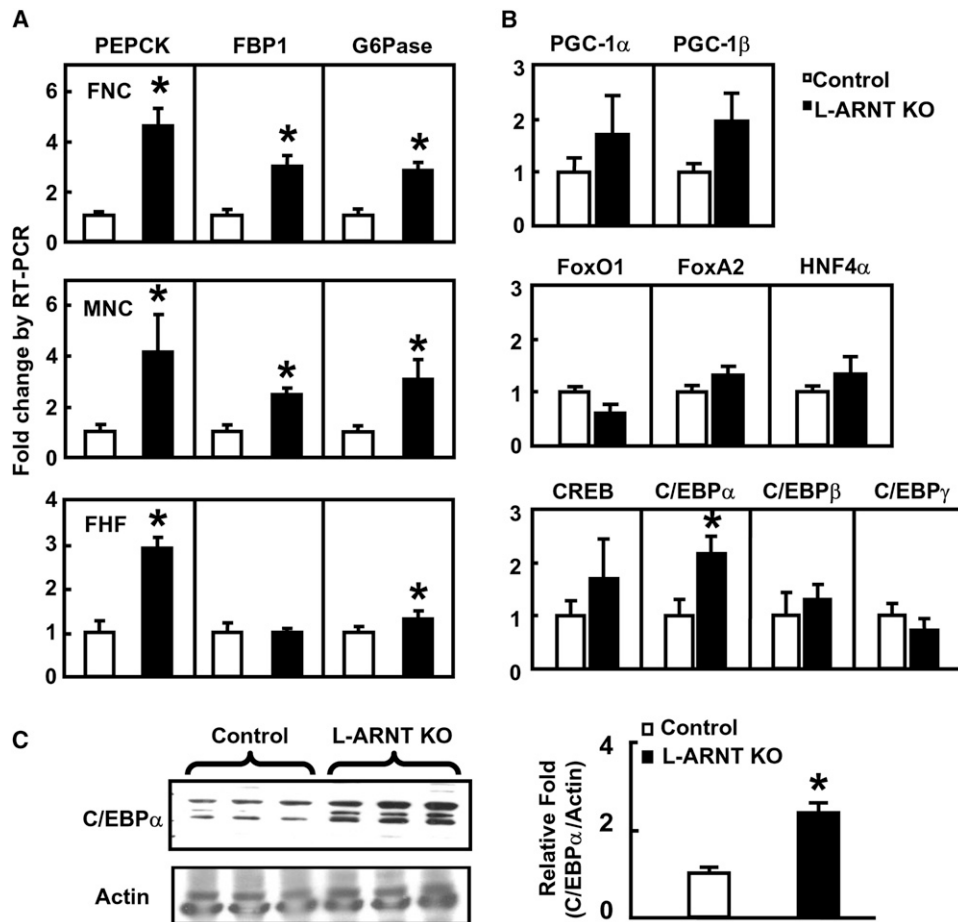 A
PEPCK FBP1 G6Pase
Fold change by RT-PCR
6
4
2
0
FNC
*
*
*
6
4
2
0
MNC
*
*
*
4
3
2
1
0
FHF
*
*
B
PGC-1α PGC-1β
3
2
1
0
Control
L-ARNT KO
FoxO1 FoxA2 HNF4α
3
2
1
0
CREB C/EBPα C/EBPβ C/EBPγ
3
2
1
0
*
C
Control L-ARNT KO
C/EBPα
Actin
Control
L-ARNT KO
Relative Fold
(C/EBPα/Actin)
4
2
0
*